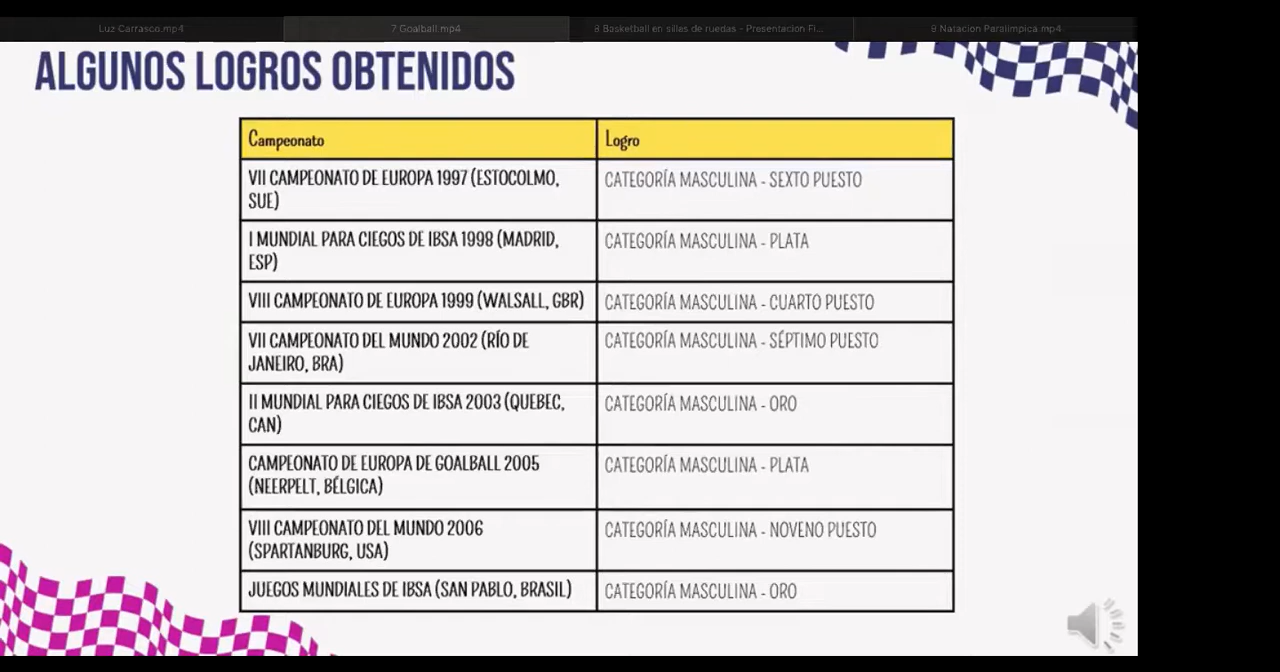 Luz Carrasco.mp4
7 Goalball.mp4
8 Basketball en sillas de ruedas - Presentacion Fi...
9 Natacion Paralimpica.mp4
ALGUNOS LOGROS OBTENIDOS
Campeonato
Logro
VII CAMPEONATO DE EUROPA 1997 (ESTOCOLMO,
SUE)
CATEGORÍA MASCULINA - SEXTO PUESTO
I MUNDIAL PARA CIEGOS DE IBSA 1998 (MADRID,
ESP)
CATEGORÍA MASCULINA - PLATA
VIII CAMPEONATO DE EUROPA 1999 (WALSALL, GBR)
CATEGORÍA MASCULINA - CUARTO PUESTO
VII CAMPEONATO DEL MUNDO 2002 (RÍO DE
JANEIRO, BRA)
CATEGORÍA MASCULINA - SÉPTIMO PUESTO
II MUNDIAL PARA CIEGOS DE IBSA 2003 (QUEBEC,
CAN)
CATEGORÍA MASCULINA - ORO
CAMPEONATO DE EUROPA DE GOALBALL 2005
(NEERPELT, BÉLGICA)
CATEGORÍA MASCULINA - PLATA
VIII CAMPEONATO DEL MUNDO 2006
(SPARTANBURG, USA)
CATEGORÍA MASCULINA - NOVENO PUESTO
JUEGOS MUNDIALES DE IBSA (SAN PABLO, BRASIL)
CATEGORÍA MASCULINA - ORO